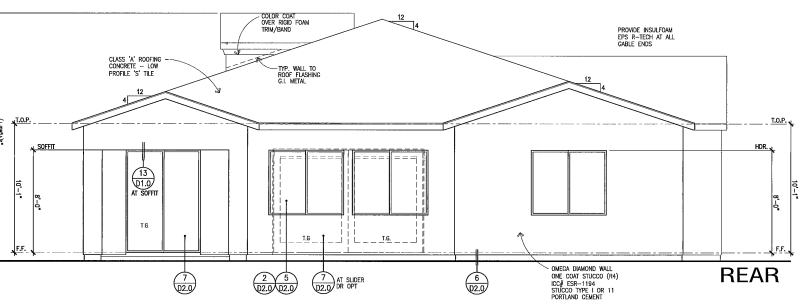 COLOR COAT
OVER RIGID FOAM
TRIM/BAND
12
4
PROVIDE INSULFOAM
EPS R-TECH AT ALL
GABLE ENDS
CLASS 'A' ROOFING
CONCRETE - LOW
PROFILE 'S' TILE
TYP. WALL TO
ROOF FLASHING
G.I. METAL
12
4
12
4
T.O.P.
T.O.P.
SOFFIT
HDR.
13
D1.0
AT SOFFIT
10'-1"
8'-0"
8'-0"
10'-1"
T.G.
T.G.
T.G.
F.F.
F.F.
7
D2.0
2
D2.0
5
D2.0
7
D2.0
AT SLIDER
DR OPT
6
D2.0
OMEGA DIAMOND WALL
ONE COAT STUCCO (R4)
ICC# ESR-1194
STUCCO TYPE I OR 11
PORTLAND CEMENT
REAR